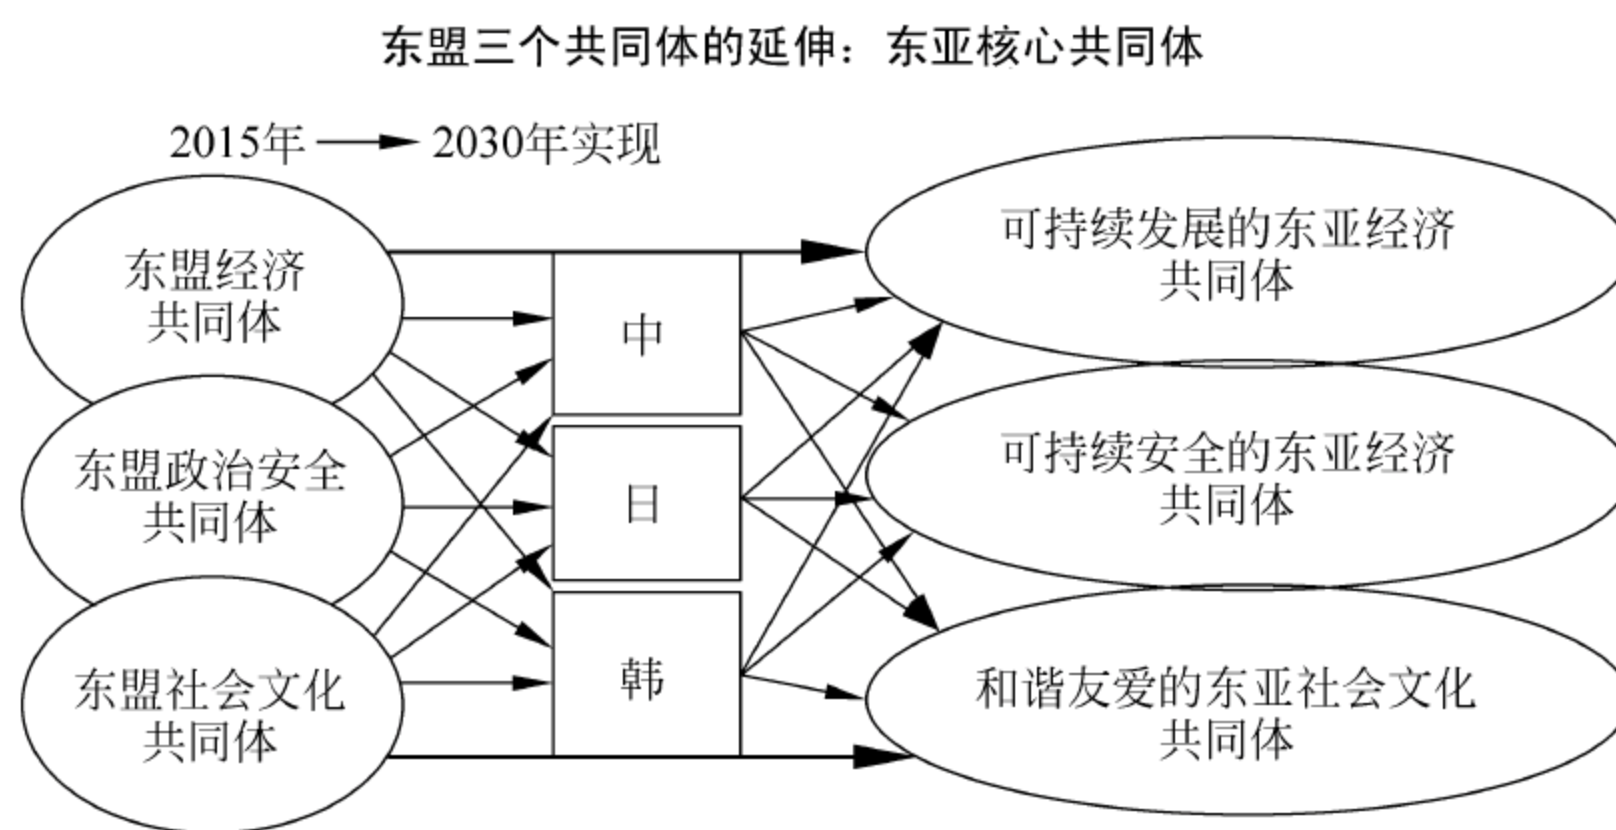 东盟三个共同体的延伸：东亚核心共同体
2015年 2030年实现
东盟经济
共同体
东盟政治安全
共同体
东盟社会文化
共同体
中
日
韩
可持续发展的东亚经济
共同体
可持续安全的东亚经济
共同体
和谐友爱的东亚社会文化
共同体